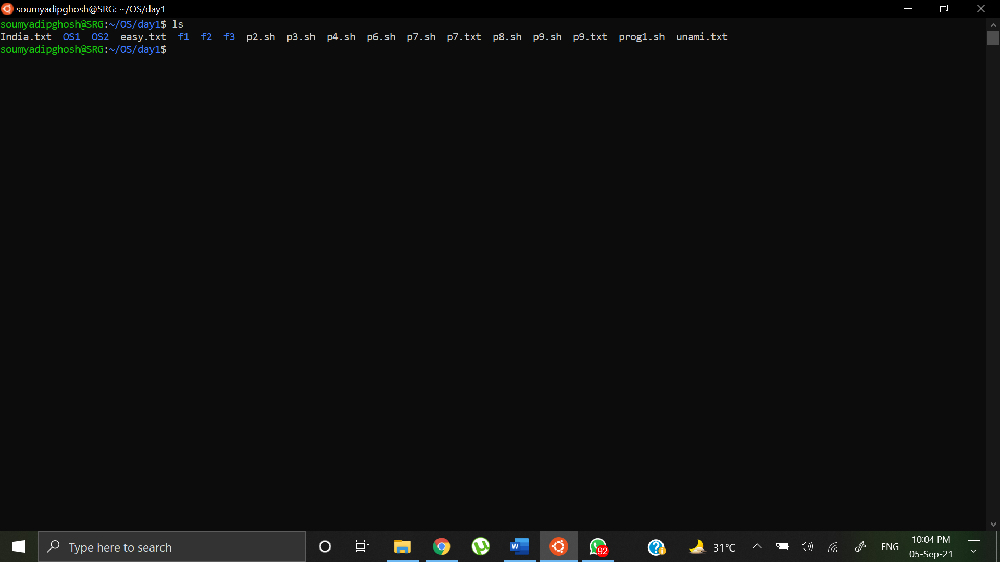 soumyadipghosh@SRG: ~/OS/day1
soumyadipghosh@SRG:~/OS/day1$ ls
India.txt  OS1  OS2  easy.txt  f1  f2  f3  p2.sh  p3.sh  p4.sh  p6.sh  p7.sh  p7.txt  p8.sh  p9.sh  p9.txt  prog1.sh  unami.txt
soumyadipghosh@SRG:~/OS/day1$
Type here to search
W
92
31°C
ENG
10:04 PM
05-Sep-21